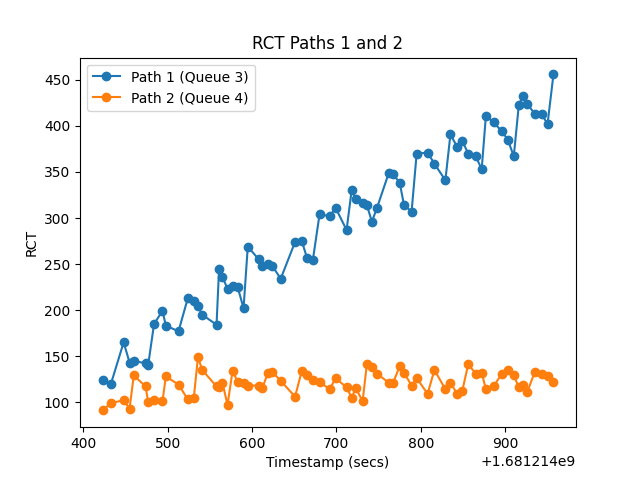 RCT Paths 1 and 2
Path 1 (Queue 3)
Path 2 (Queue 4)
450
400
350
300
250
200
150
100
RCT
400
500
600
700
800
900
Timestamp (secs)
+1.681214e9